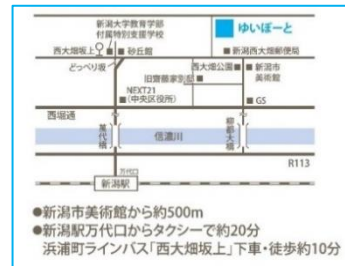 新潟大学教育学部
付属特別支援学校
ゆいぽーと
西大畑坂上
砂丘館
新潟西大畑郵便局
どっぺり坂
西大畑公園
新潟市
美術館
旧齋藤家別邸
NEXT21
(中央区役所)
GS
西堀通
萬代橋
信濃川
柳都大橋
R113
万代口
新潟駅
●新潟市美術館から約500m
●新潟駅万代口からタクシーで約20分
浜浦町ラインバス「西大畑坂上」下車・徒歩約10分